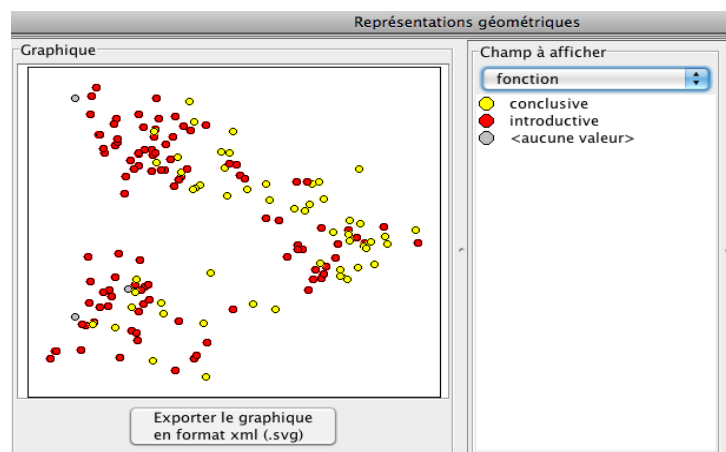 Représentations géométriques
Graphique
Champ à afficher
fonction
conclusive
introductive
<aucune valeur>
Exporter le graphique
en format xml (.svg)